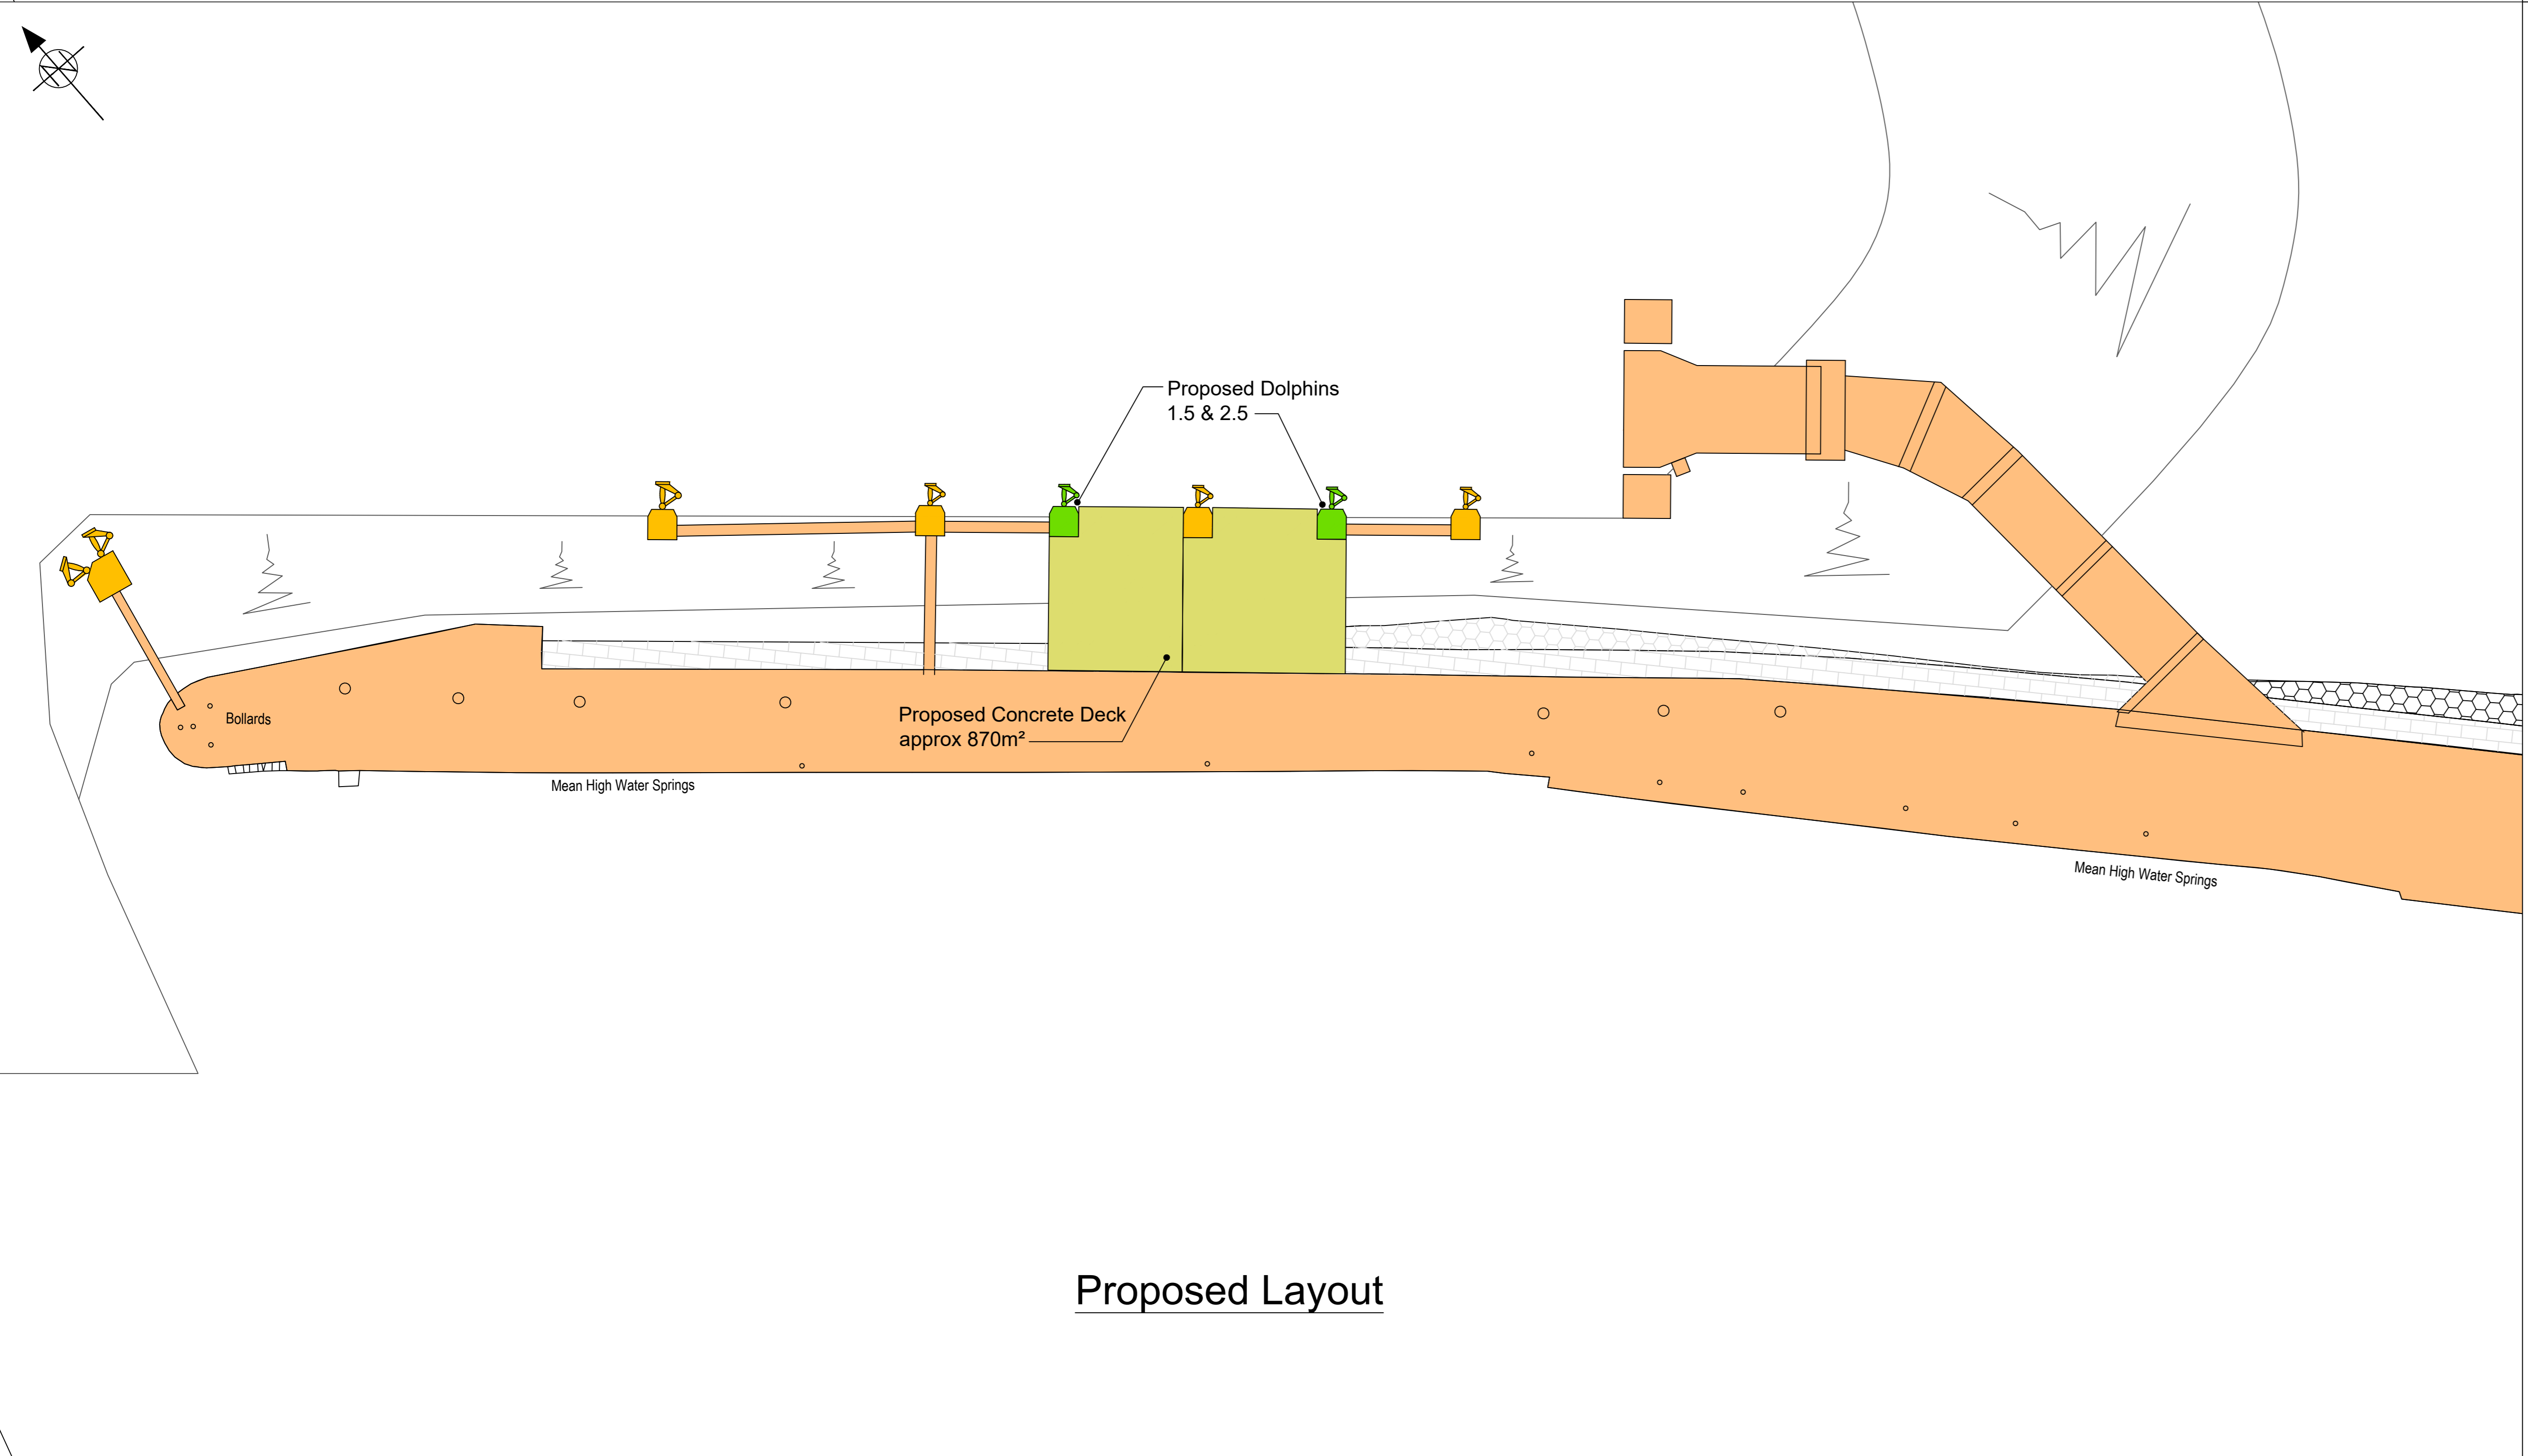 N
Proposed Dolphins
1.5 & 2.5
Bollards
Proposed Concrete Deck
approx 870m²
Mean High Water Springs
Mean High Water Springs
Proposed Layout